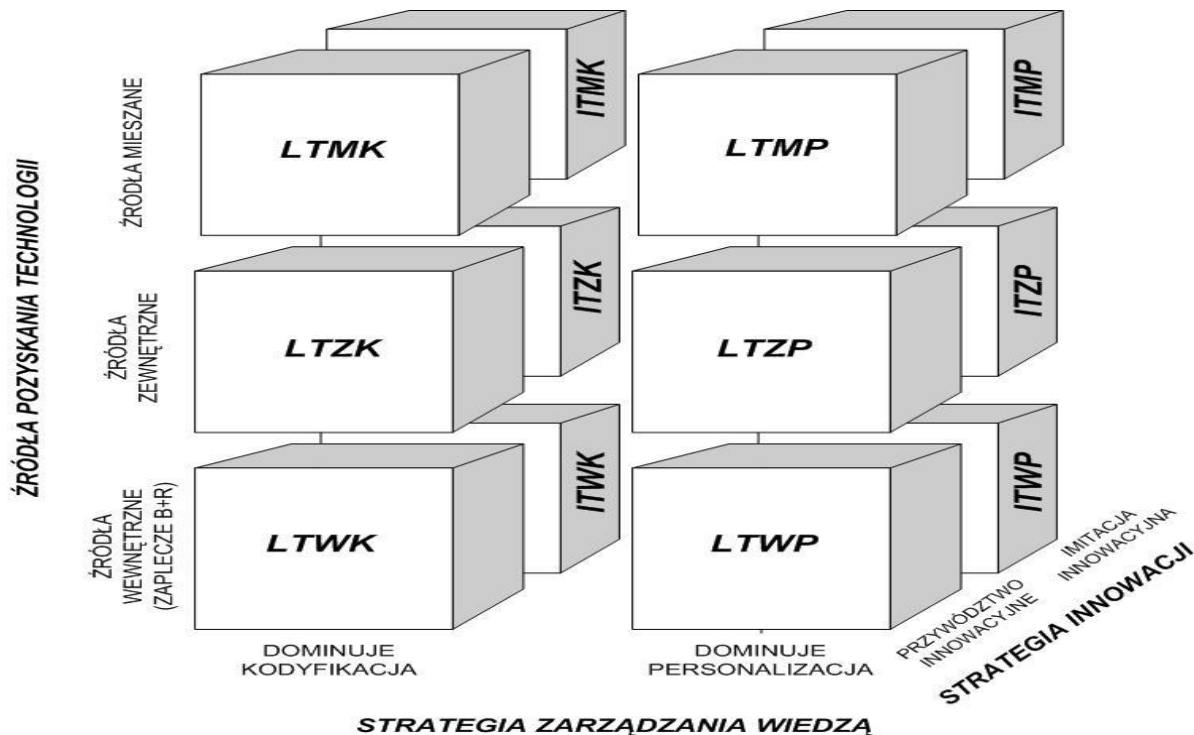 ŹRÓDŁA POZYSKANIA TECHNOLOGII
ŹRÓDŁA MIESZANE
LTMK
ITMK
LTMP
ITMP
ŹRÓDŁA
ZEWNĘTRZNE
LTZK
ITZK
LTZP
ITZP
ŹRÓDŁA
WEWNĘTRZNE
(ZAPLECZE B+R)
LTWK
ITWK
LTWP
ITWP
DOMINUJE
KODYFIKACJA
DOMINUJE
PERSONALIZACJA
PRZYWÓDZTWO
INNOWACYJNE
IMITACJA
INNOWACYJNA
STRATEGIA INNOWACJI
STRATEGIA ZARZĄDZANIA WIEDZĄ